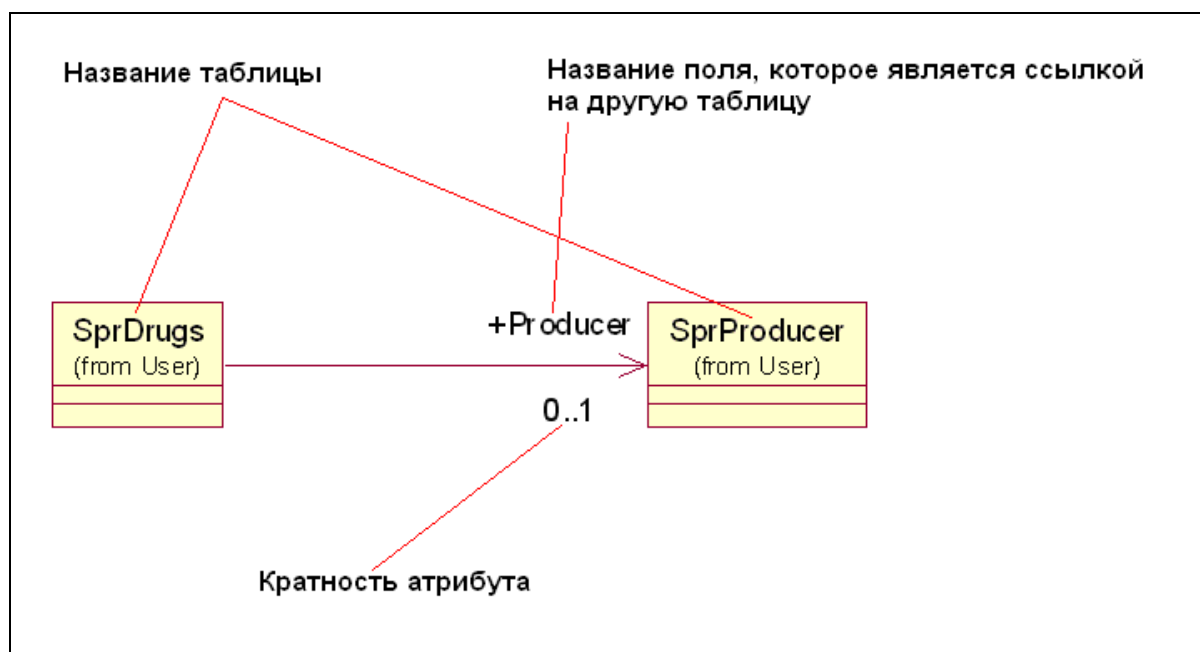 Название таблицы
Название поля, которое является ссылкой
на другую таблицу
SprDrugs
(from User)
+Producer
SprProducer
(from User)
0..1
Кратность атрибута